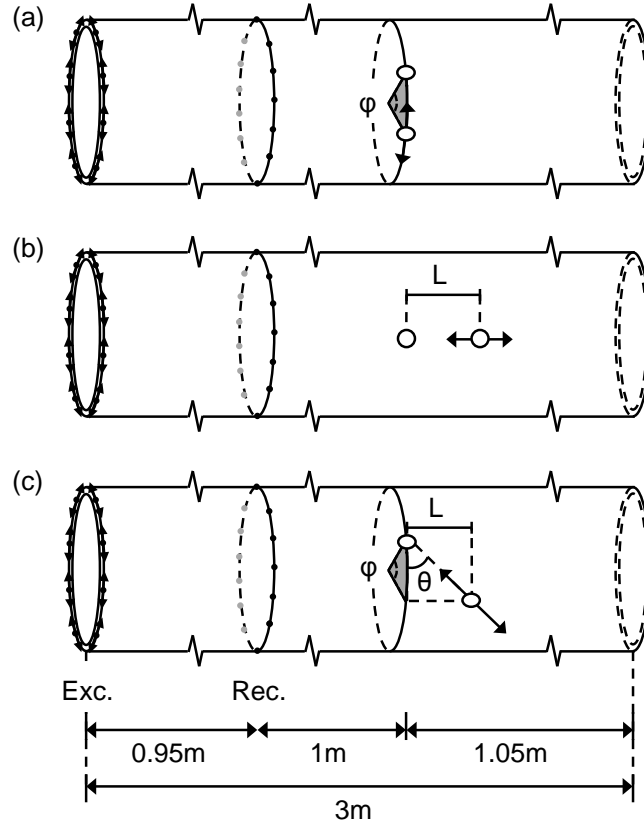 (a)
φ
(b)
L
(c)
L
φ
θ
Exc.
Rec.
0.95m
1m
1.05m
3m